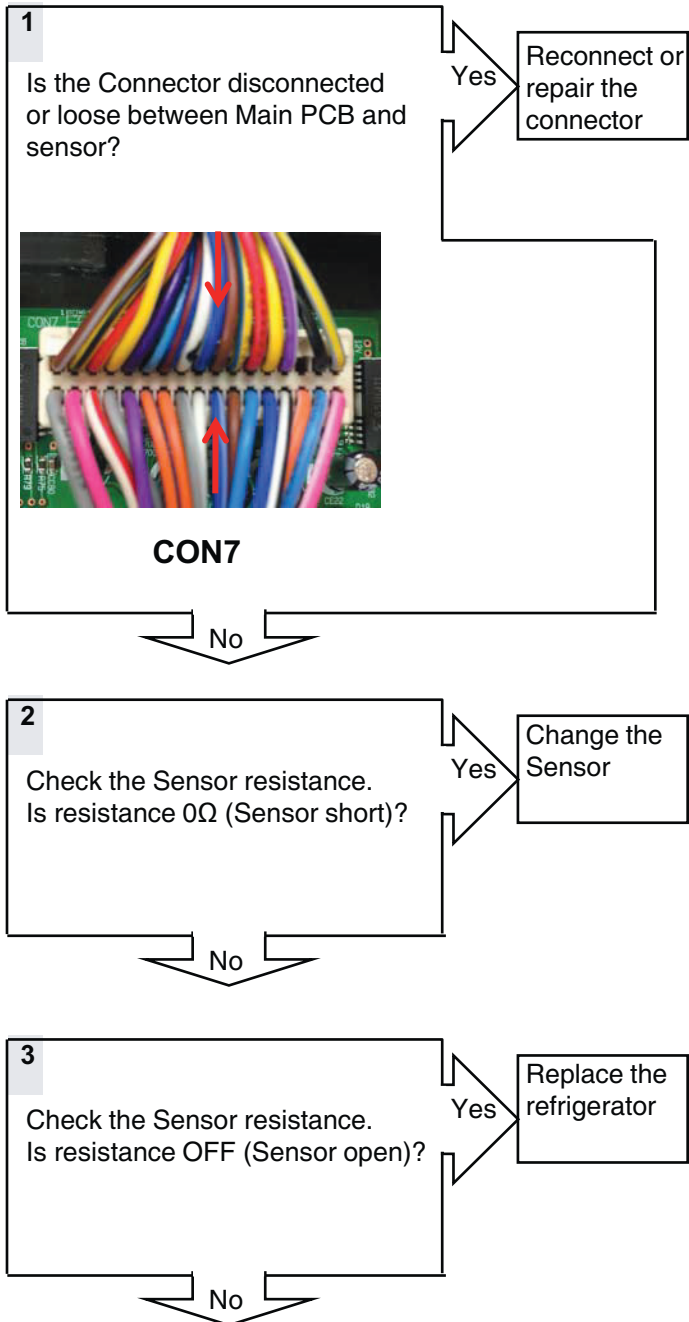 1
Is the Connector disconnected
or loose between Main PCB and
sensor?
Yes
Reconnect or
repair the
connector
CON7
CON7
No
2
Check the Sensor resistance.
Is resistance 0Ω (Sensor short)?
Yes
Change the
Sensor
No
3
Check the Sensor resistance.
Is resistance OFF (Sensor open)?
Yes
Replace the
refrigerator
No